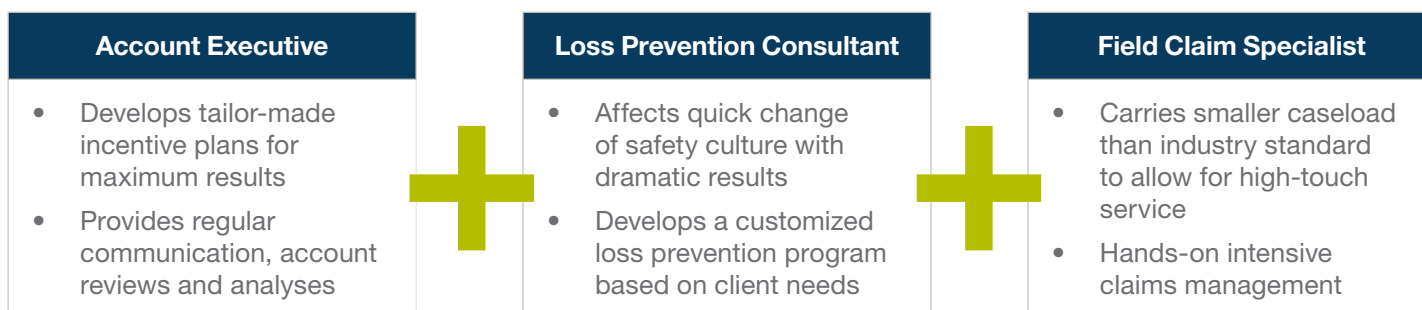 Account Executive
• Develops tailor-made
incentive plans for
maximum results
• Provides regular
communication, account
reviews and analyses
Loss Prevention Consultant
• Affects quick change
of safety culture with
dramatic results
• Develops a customized
loss prevention program
based on client needs
Field Claim Specialist
• Carries smaller caseload
than industry standard
to allow for high-touch
service
• Hands-on intensive
claims management